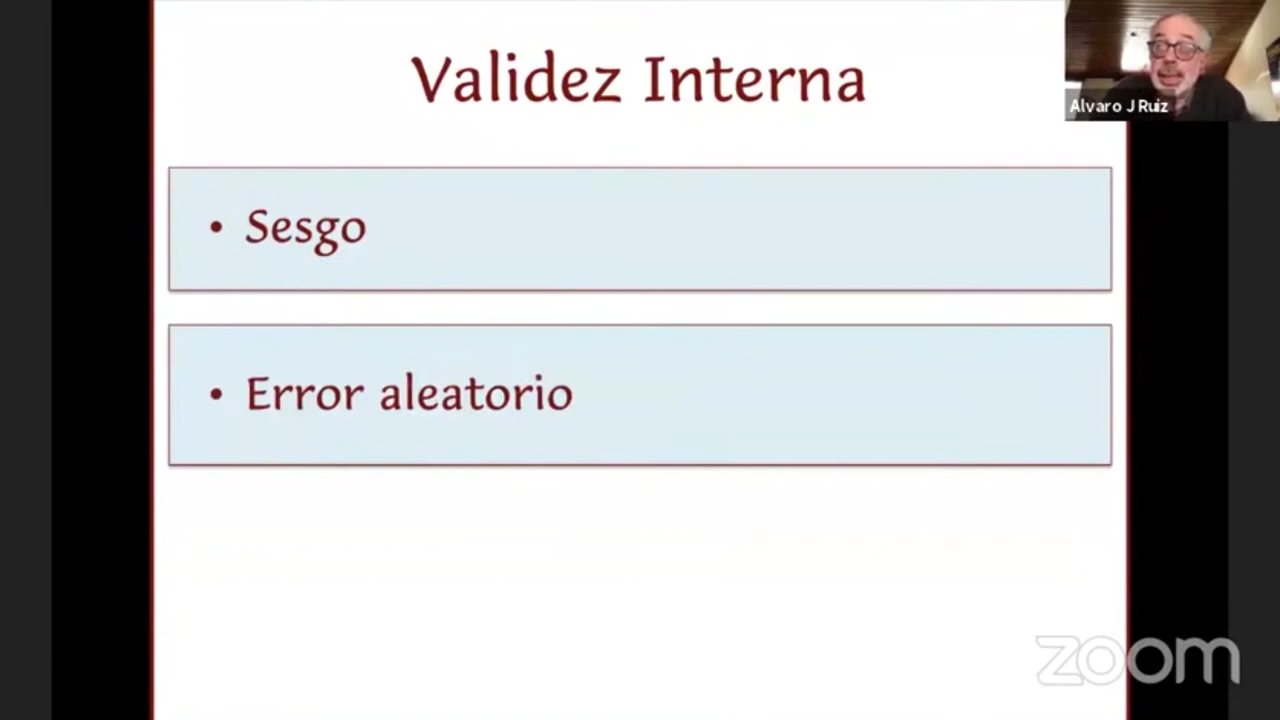 Validez Interna
Alvaro J Ruiz
• Sesgo
• Error aleatorio
zoom